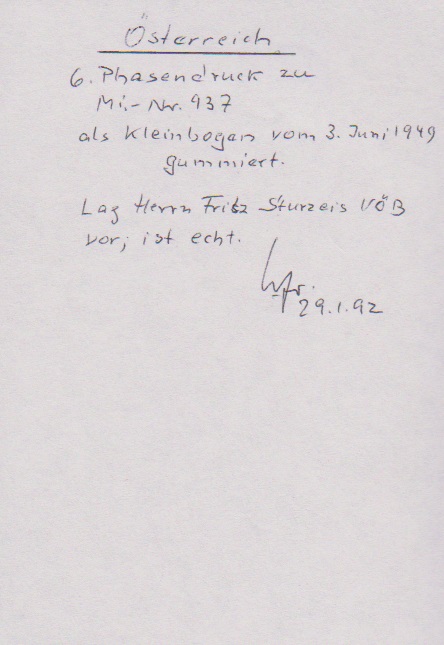 Österreich
6. Phasendruck zu
Mi.-Nr. 937
als Kleinbogen vom 3. Juni 1949
gummiert.
Lag Herrn Fritz Sturzeis VÖB
vor; ist echt.
29.1.92